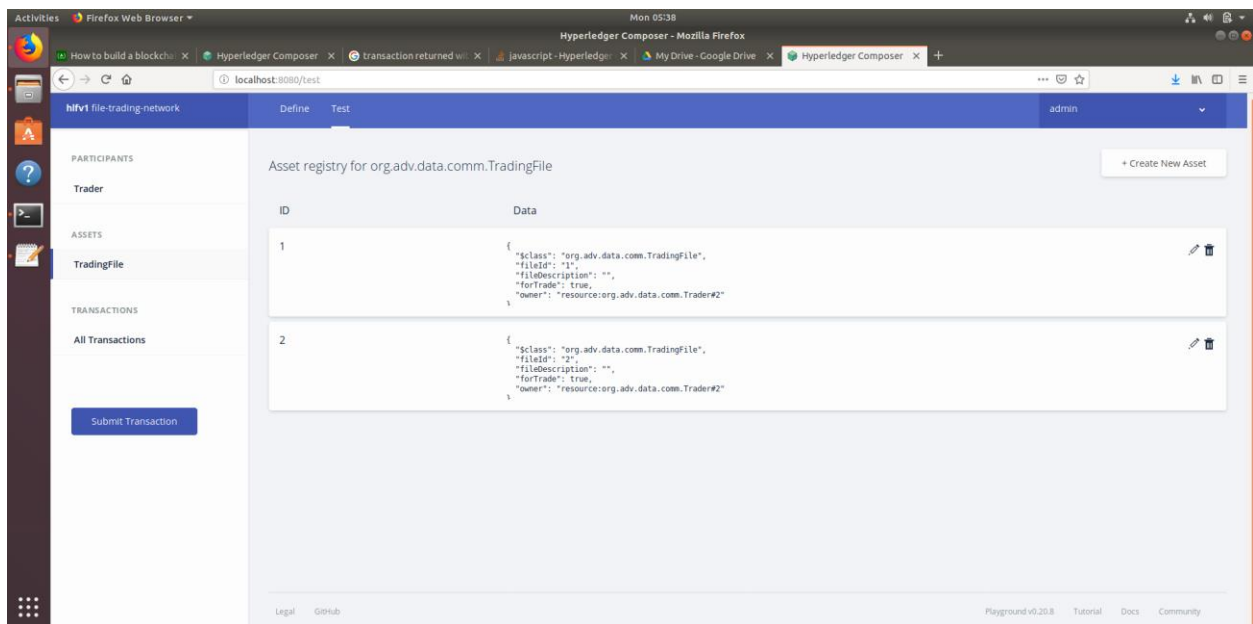 Activities Firefox Web Browser Mon 05:38
Hyperledger Composer - Mozilla Firefox
How to build a blockchai Hyperledger Composer transaction returned wit javascript - Hyperledger My Drive - Google Drive Hyperledger Composer
localhost:8080/test
hlfv1 file-trading-network Define Test admin
PARTICIPANTS
Trader
ASSETS
TradingFile
TRANSACTIONS
All Transactions
Submit Transaction
Asset registry for org.adv.data.comm.TradingFile + Create New Asset
ID Data
1 {
"$class": "org.adv.data.comm.TradingFile",
"fileId": "1",
"fileDescription": "",
"forTrade": true,
"owner": "resource:org.adv.data.comm.Trader#2"
}
2 {
"$class": "org.adv.data.comm.TradingFile",
"fileId": "2",
"fileDescription": "",
"forTrade": true,
"owner": "resource:org.adv.data.comm.Trader#2"
}
Legal GitHub Playground v0.20.8 Tutorial Docs Community